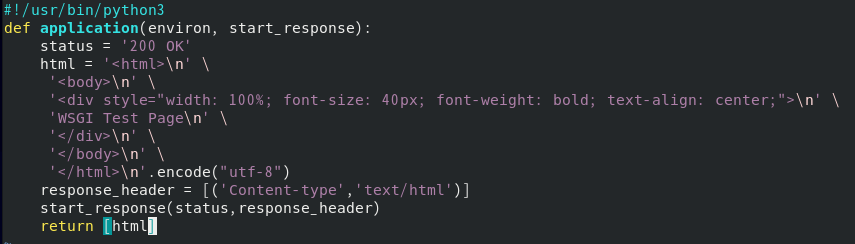 #!/usr/bin/python3
def application(environ, start_response):
    status = '200 OK'
    html = '<html>\n' \
     '<body>\n' \
     '<div style="width: 100%; font-size: 40px; font-weight: bold; text-align: center;">\n' \
     'WSGI Test Page\n' \
     '</div>\n' \
     '</body>\n' \
     '</html>\n'.encode("utf-8")
    response_header = [('Content-type','text/html')]
    start_response(status,response_header)
    return [html]